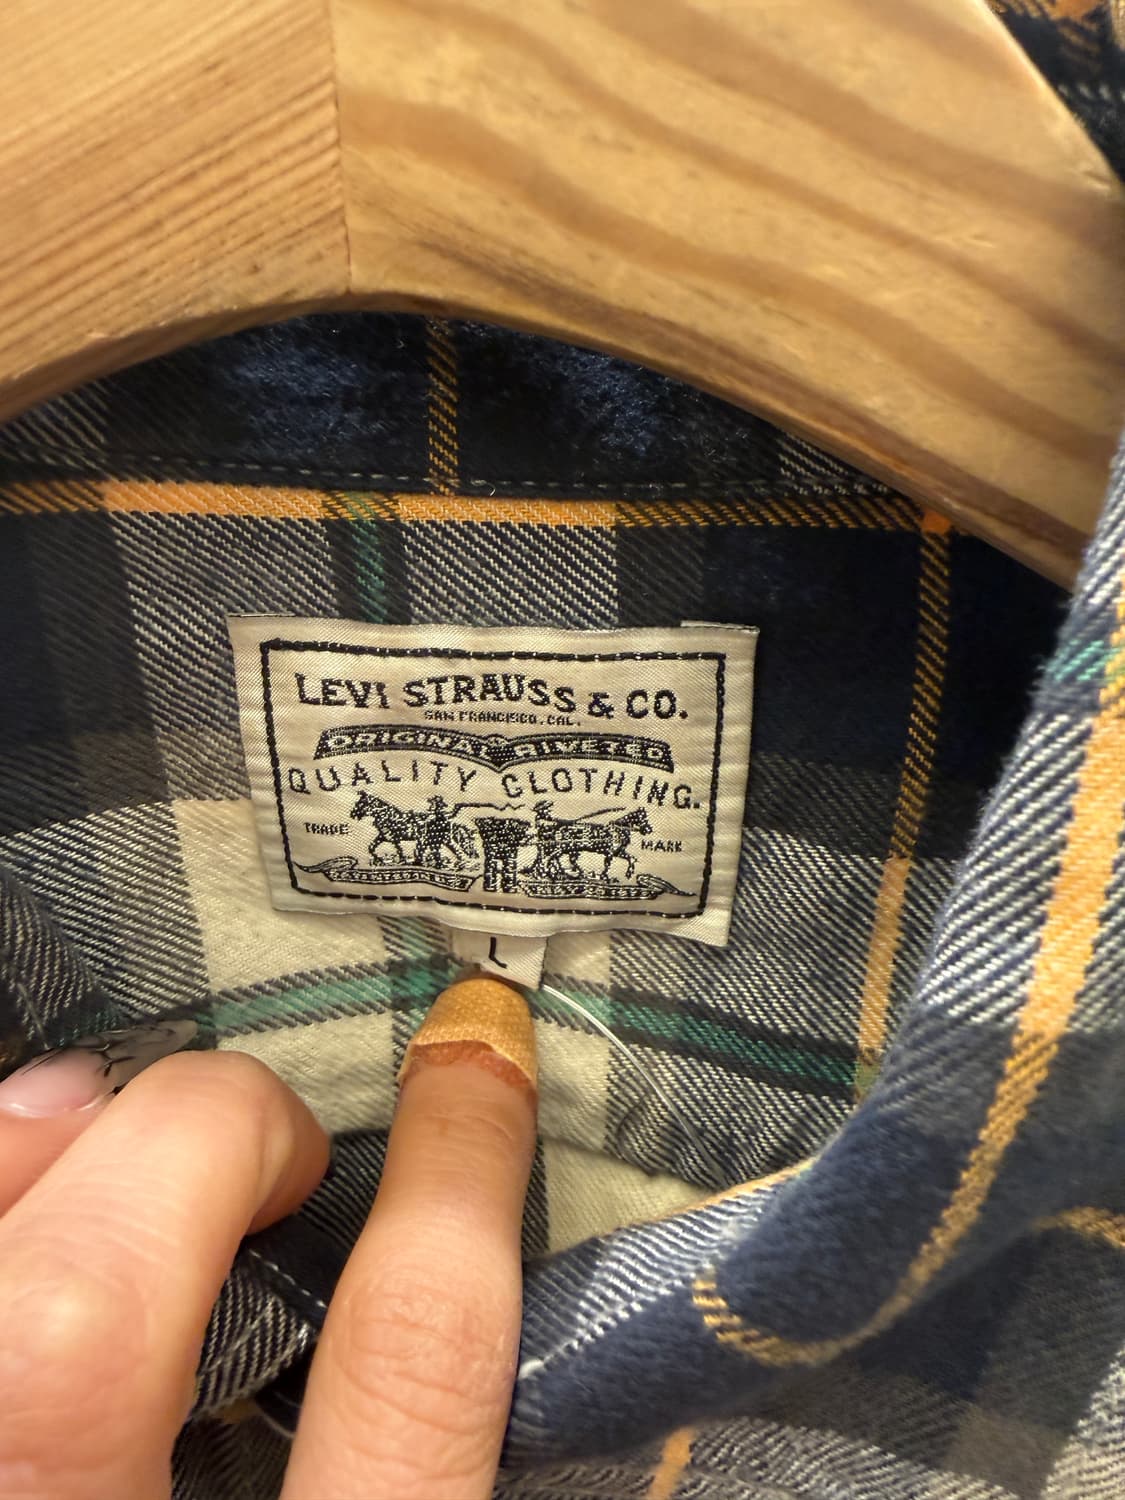 LEVI STRAUSS & CO.
SAN FRANCISCO, CAL.
ORIGINAL RIVETED
QUALITY CLOTHING.
TRADE MARK
L